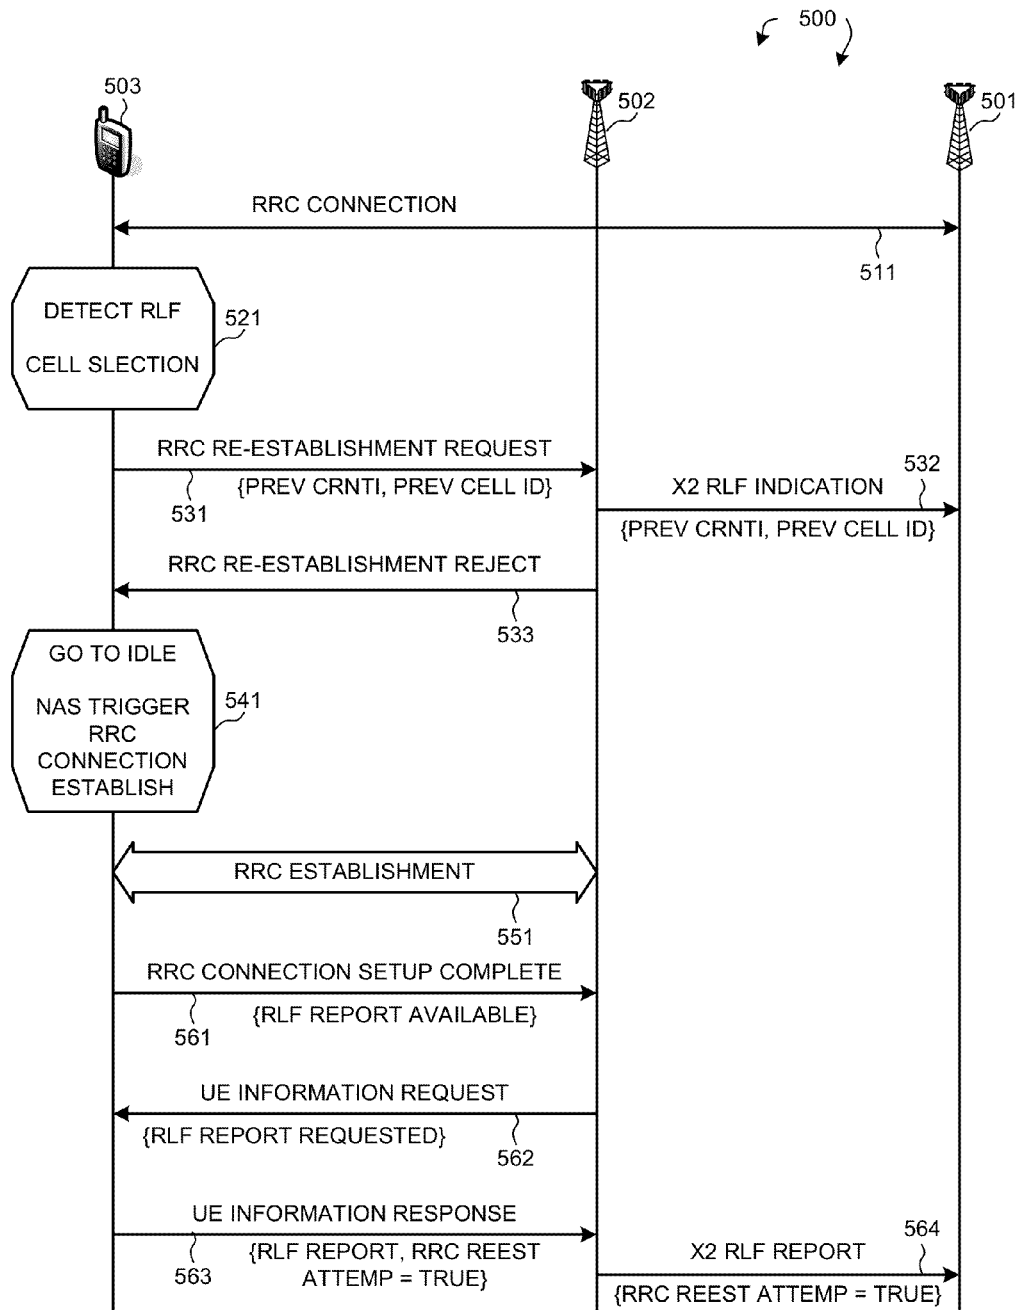 500
503
502
501
RRC CONNECTION
511
DETECT RLF
CELL SLECTION
521
RRC RE-ESTABLISHMENT REQUEST
{PREV CRNTI, PREV CELL ID}
531
X2 RLF INDICATION
532
{PREV CRNTI, PREV CELL ID}
RRC RE-ESTABLISHMENT REJECT
533
GO TO IDLE
NAS TRIGGER
RRC
CONNECTION
ESTABLISH
541
RRC ESTABLISHMENT
551
RRC CONNECTION SETUP COMPLETE
{RLF REPORT AVAILABLE}
561
UE INFORMATION REQUEST
{RLF REPORT REQUESTED}
562
UE INFORMATION RESPONSE
{RLF REPORT, RRC REEST
ATTEMP = TRUE}
563
X2 RLF REPORT
564
{RRC REEST ATTEMP = TRUE}